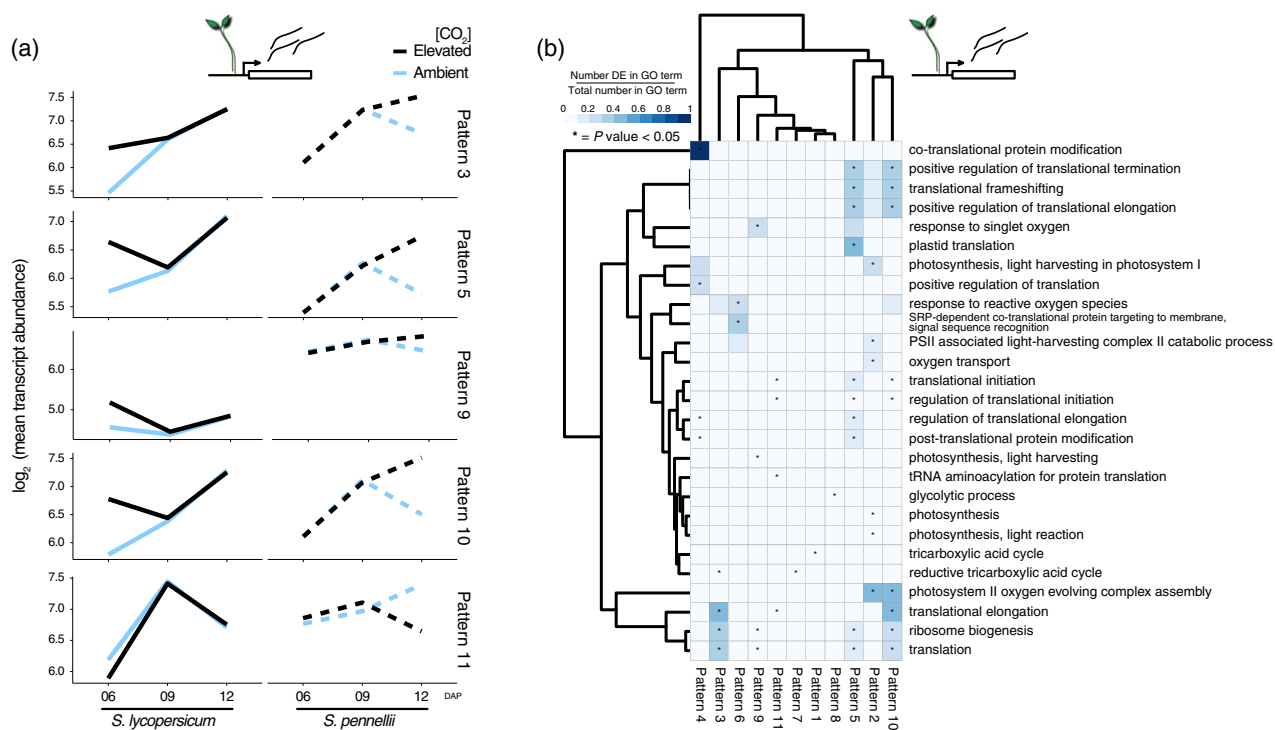 (a)
[CO2]
Elevated
Ambient
log2 (mean transcript abundance)
7.5
7.0
6.5
6.0
5.5
Pattern 3
7.0
6.5
6.0
5.5
Pattern 5
6.0
5.0
Pattern 9
7.5
7.0
6.5
6.0
Pattern 10
7.5
7.0
6.5
6.0
Pattern 11
06 09 12 06 09 12 DAP
S. lycopersicum S. pennellii
(b)
Number DE in GO term
Total number in GO term
0 0.2 0.4 0.6 0.8 1
* = P value < 0.05
co-translational protein modification
positive regulation of translational termination
translational frameshifting
positive regulation of translational elongation
response to singlet oxygen
plastid translation
photosynthesis, light harvesting in photosystem I
positive regulation of translation
response to reactive oxygen species
SRP-dependent co-translational protein targeting to membrane,
signal sequence recognition
PSII associated light-harvesting complex II catabolic process
oxygen transport
translational initiation
regulation of translational initiation
regulation of translational elongation
post-translational protein modification
photosynthesis, light harvesting
tRNA aminoacylation for protein translation
glycolytic process
photosynthesis
photosynthesis, light reaction
tricarboxylic acid cycle
reductive tricarboxylic acid cycle
photosystem II oxygen evolving complex assembly
translational elongation
ribosome biogenesis
translation
Pattern 4
Pattern 3
Pattern 6
Pattern 9
Pattern 11
Pattern 7
Pattern 1
Pattern 8
Pattern 5
Pattern 2
Pattern 10